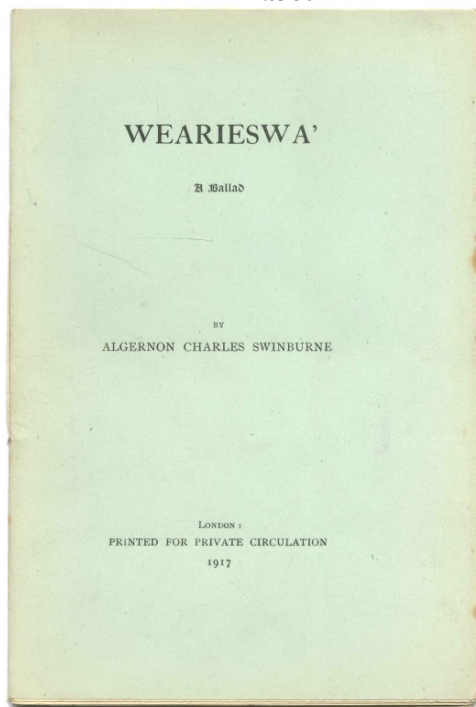 WEARIESWA'
A Ballad
BY
ALGERNON CHARLES SWINBURNE
LONDON :
PRINTED FOR PRIVATE CIRCULATION
1917